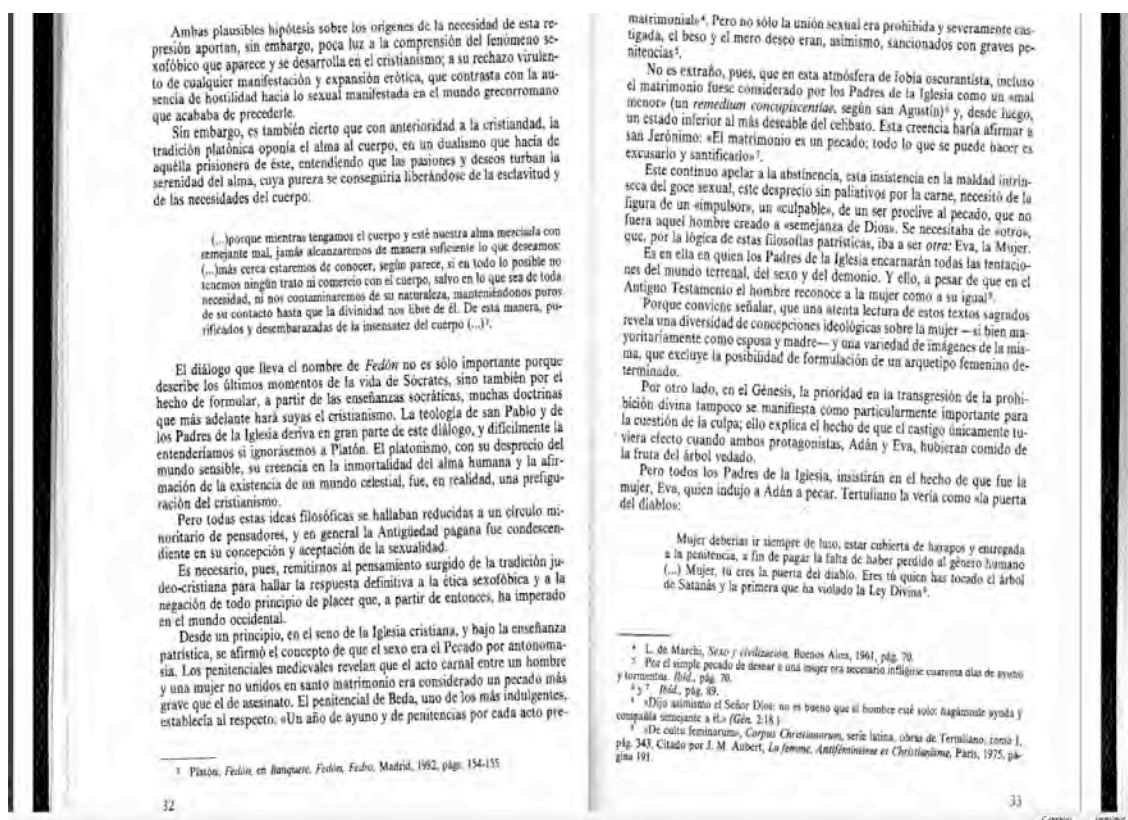 Ambas plausibles hipótesis sobre los orígenes de la necesidad de esta re-
presión aportan, sin embargo, poca luz a la comprensión del fenómeno se-
xofóbico que aparece y se desarrolla en el cristianismo; a su rechazo virulen-
to de cualquier manifestación y expansión erótica, que contrasta con la au-
sencia de hostilidad hacia lo sexual manifestada en el mundo grecorromano
que acababa de precederle.
Sin embargo, es también cierto que con anterioridad a la cristiandad, la
tradición platónica oponía el alma al cuerpo, en un dualismo que hacía de
aquélla prisionera de éste, entendiendo que las pasiones y deseos turban la
serenidad del alma, cuya pureza se conseguiría liberándose de la esclavitud y
de las necesidades del cuerpo:
(...)porque mientras tengamos el cuerpo y esté nuestra alma mezclada con
semejante mal, jamás alcanzaremos de manera suficiente lo que deseamos:
(...)más cerca estaremos de conocer, según parece, si en todo lo posible no
tenemos ningún trato ni comercio con el cuerpo, salvo en lo que sea de toda
necesidad, ni nos contaminaremos de su naturaleza, manteniéndonos puros
de su contacto hasta que la divinidad nos libre de él. De esta manera, pu-
rificados y desembarazadas de la insensatez del cuerpo (...)³.
El diálogo que lleva el nombre de Fedón no es sólo importante porque
describe los últimos momentos de la vida de Sócrates, sino también por el
hecho de formular, a partir de las enseñanzas socráticas, muchas doctrinas
que más adelante hará suyas el cristianismo. La teología de san Pablo y de
los Padres de la Iglesia deriva en gran parte de este diálogo, y difícilmente la
entenderíamos si ignorásemos a Platón. El platonismo, con su desprecio del
mundo sensible, su creencia en la inmortalidad del alma humana y la afir-
mación de la existencia de un mundo celestial, fue, en realidad, una prefigu-
ración del cristianismo.
Pero todas estas ideas filosóficas se hallaban reducidas a un círculo mi-
noritario de pensadores, y en general la Antigüedad pagana fue condescen-
diente en su concepción y aceptación de la sexualidad.
Es necesario, pues, remitirnos al pensamiento surgido de la tradición ju-
deo-cristiana para hallar la respuesta definitiva a la ética sexofóbica y a la
negación de todo principio de placer que, a partir de entonces, ha imperado
en el mundo occidental.
Desde un principio, en el seno de la Iglesia cristiana, y bajo la enseñanza
patrística, se afirmó el concepto de que el sexo era el Pecado por antonoma-
sia. Los penitenciales medievales revelan que el acto carnal entre un hombre
y una mujer no unidos en santo matrimonio era considerado un pecado más
grave que el de asesinato. El penitencial de Beda, uno de los más indulgentes,
establecía al respecto: «Un año de ayuno y de penitencias por cada acto pre-
³ Platón, Fedón, en Banquete, Fedón, Fedro, Madrid, 1982, págs. 154-155
32
matrimonial»⁴. Pero no sólo la unión sexual era prohibida y severamente cas-
tigada, el beso y el mero deseo eran, asimismo, sancionados con graves pe-
nitencias⁵.
No es extraño, pues, que en esta atmósfera de fobia oscurantista, incluso
el matrimonio fuese considerado por los Padres de la Iglesia como un «mal
menor» (un remedium concupiscentiae, según san Agustín)⁶ y, desde luego,
un estado inferior al más deseable del celibato. Esta creencia haría afirmar a
san Jerónimo: «El matrimonio es un pecado; todo lo que se puede hacer es
excusarlo y santificarlo»⁷.
Este continuo apelar a la abstinencia, esta insistencia en la maldad intrín-
seca del goce sexual, este desprecio sin paliativos por la carne, necesitó de la
figura de un «impulsor», un «culpable», de un ser proclive al pecado, que no
fuera aquel hombre creado a «semejanza de Dios». Se necesitaba de «otro»,
que, por la lógica de estas filosofías patrísticas, iba a ser otra: Eva, la Mujer.
Es en ella en quien los Padres de la Iglesia encarnarán todas las tentacio-
nes del mundo terrenal, del sexo y del demonio. Y ello, a pesar de que en el
Antiguo Testamento el hombre reconoce a la mujer como a su igual⁸.
Porque conviene señalar, que una atenta lectura de estos textos sagrados
revela una diversidad de concepciones ideológicas sobre la mujer —si bien ma-
yoritariamente como esposa y madre— y una variedad de imágenes de la mis-
ma, que excluye la posibilidad de formulación de un arquetipo femenino de-
terminado.
Por otro lado, en el Génesis, la prioridad en la transgresión de la prohi-
bición divina tampoco se manifiesta como particularmente importante para
la cuestión de la culpa; ello explica el hecho de que el castigo únicamente tu-
viera efecto cuando ambos protagonistas, Adán y Eva, hubieran comido de
la fruta del árbol vedado.
Pero todos los Padres de la Iglesia, insistirán en el hecho de que fue la
mujer, Eva, quien indujo a Adán a pecar. Tertuliano la vería como «la puerta
del diablo»:
Mujer deberías ir siempre de luto, estar cubierta de harapos y entregada
a la penitencia, a fin de pagar la falta de haber perdido al género humano
(...) Mujer, tú eres la puerta del diablo. Eres tú quien has tocado el árbol
de Satanás y la primera que ha violado la Ley Divina⁹.
⁴ L. de Marchi, Sexo y civilización, Buenos Aires, 1961, pág. 70.
⁵ Por el simple pecado de desear a una mujer era necesario infligirse cuarenta días de ayuno
y tormentos. Ibíd., pág. 70.
⁶ y ⁷ Ibíd., pág. 89.
⁸ «Dijo asimismo el Señor Dios: no es bueno que el hombre esté solo: hagámosle ayuda y
compañía semejante a él.» (Gén. 2:18.)
⁹ «De cultu feminarum», Corpus Christianorum, serie latina, obras de Tertuliano, tomo I,
pág. 343. Citado por J. M. Aubert, La femme. Antiféminisme et Christianisme, París, 1975, pá-
gina 191.
33